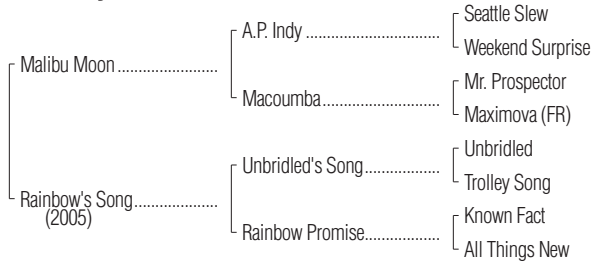 Seattle Slew
A.P. Indy ................................
Weekend Surprise
Malibu Moon .......................
Mr. Prospector
Macoumba............................
Maximova (FR)
Unbridled
Unbridled's Song..................
Trolley Song
Rainbow's Song...................
(2005)
Known Fact
Rainbow Promise..................
All Things New